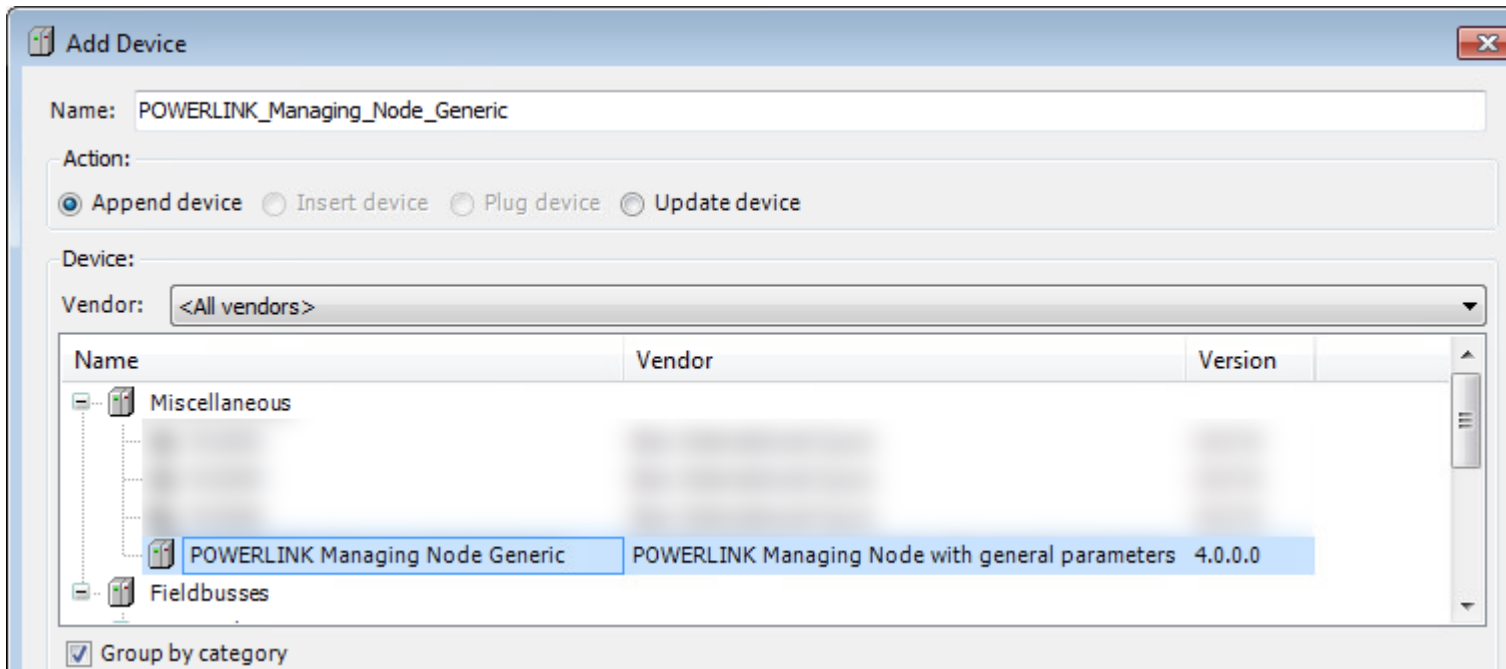 Add Device
Name: POWERLINK_Managing_Node_Generic
Action:
Append device Insert device Plug device Update device
Device:
Vendor: <All vendors>
Name Vendor Version
Miscellaneous
POWERLINK Managing Node Generic POWERLINK Managing Node with general parameters 4.0.0.0
Fieldbusses
Group by category